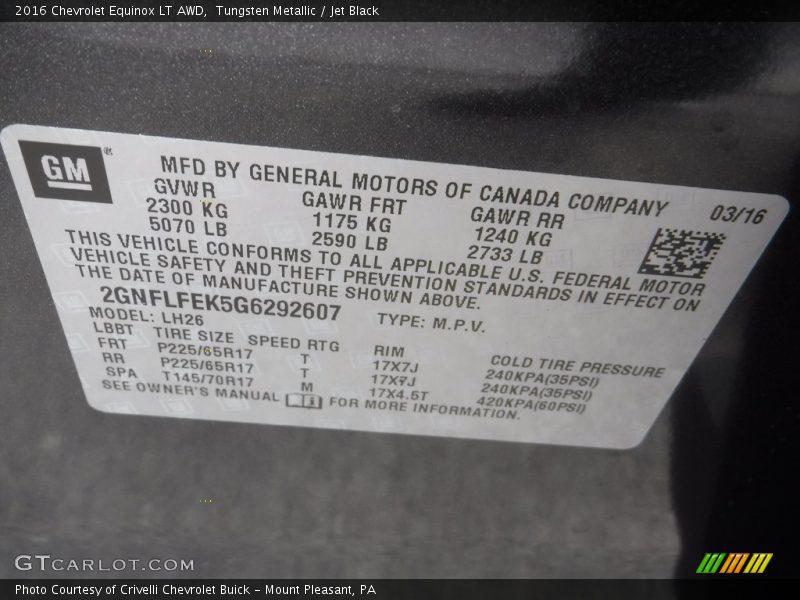 2016 Chevrolet Equinox LT AWD, Tungsten Metallic / Jet Black
GM
MFD BY GENERAL MOTORS OF CANADA COMPANY 03/16
GVWR GAWR FRT GAWR RR
2300 KG 1175 KG 1240 KG
5070 LB 2590 LB 2733 LB
THIS VEHICLE CONFORMS TO ALL APPLICABLE U.S. FEDERAL MOTOR
VEHICLE SAFETY AND THEFT PREVENTION STANDARDS IN EFFECT ON
THE DATE OF MANUFACTURE SHOWN ABOVE.
2GNFLFEK5G6292607 TYPE: M.P.V.
MODEL: LH26
LBBT TIRE SIZE SPEED RTG RIM COLD TIRE PRESSURE
FRT P225/65R17 T 17X7J 240KPA(35PSI)
RR P225/65R17 T 17X7J 240KPA(35PSI)
SPA T145/70R17 M 17X4.5T 420KPA(60PSI)
SEE OWNER'S MANUAL FOR MORE INFORMATION.
GTCARLOT.COM
Photo Courtesy of Crivelli Chevrolet Buick – Mount Pleasant, PA